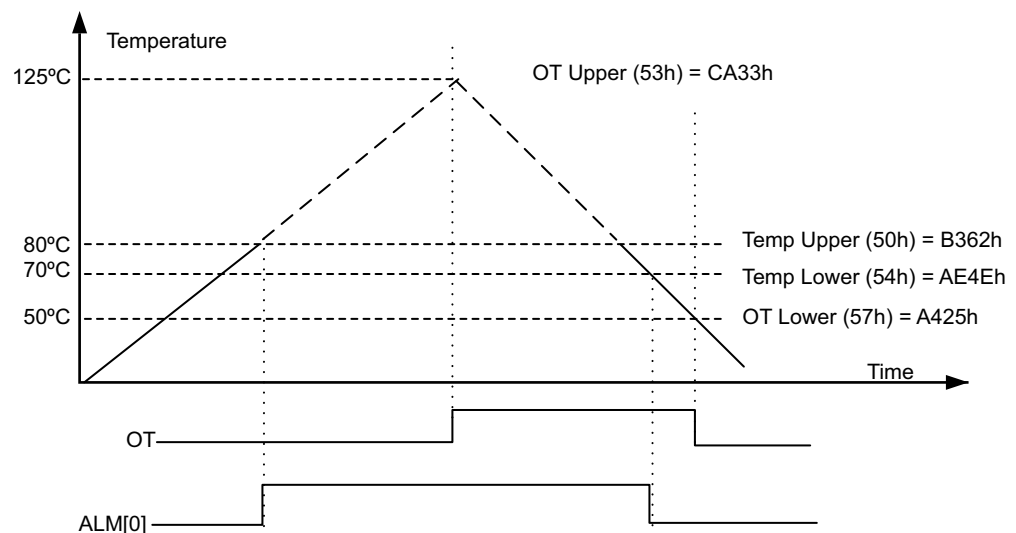 Temperature
125ºC
OT Upper (53h) = CA33h
80ºC
Temp Upper (50h) = B362h
70ºC
Temp Lower (54h) = AE4Eh
50ºC
OT Lower (57h) = A425h
Time
OT
ALM[0]